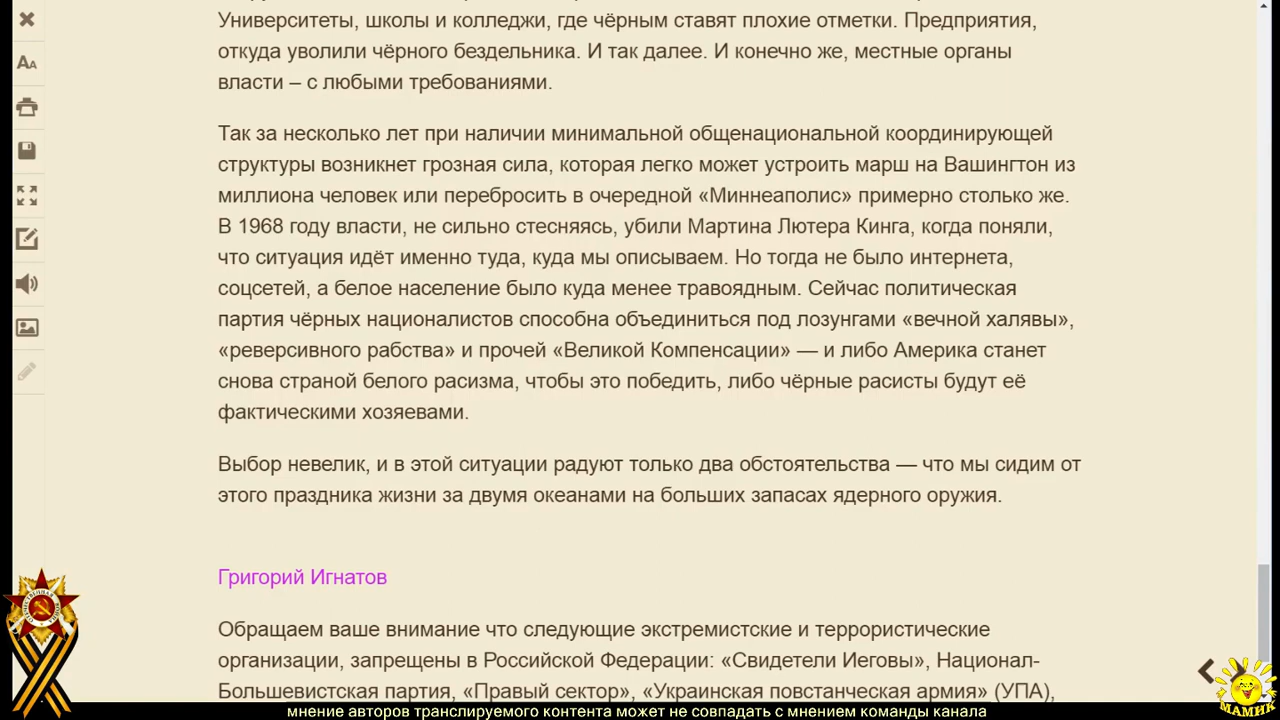 Университеты, школы и колледжи, где чёрным ставят плохие отметки. Предприятия,
откуда уволили чёрного бездельника. И так далее. И конечно же, местные органы
власти – с любыми требованиями.
Так за несколько лет при наличии минимальной общенациональной координирующей
структуры возникнет грозная сила, которая легко может устроить марш на Вашингтон из
миллиона человек или перебросить в очередной «Миннеаполис» примерно столько же.
В 1968 году власти, не сильно стесняясь, убили Мартина Лютера Кинга, когда поняли,
что ситуация идёт именно туда, куда мы описываем. Но тогда не было интернета,
соцсетей, а белое население было куда менее травоядным. Сейчас политическая
партия чёрных националистов способна объединиться под лозунгами «вечной халявы»,
«реверсивного рабства» и прочей «Великой Компенсации» — и либо Америка станет
снова страной белого расизма, чтобы это победить, либо чёрные расисты будут её
фактическими хозяевами.
Выбор невелик, и в этой ситуации радуют только два обстоятельства — что мы сидим от
этого праздника жизни за двумя океанами на больших запасах ядерного оружия.
Григорий Игнатов
Обращаем ваше внимание что следующие экстремистские и террористические
организации, запрещены в Российской Федерации: «Свидетели Иеговы», Национал-
Большевистская партия, «Правый сектор», «Украинская повстанческая армия» (УПА),
мнение авторов транслируемого контента может не совпадать с мнением команды канала
МАМИК